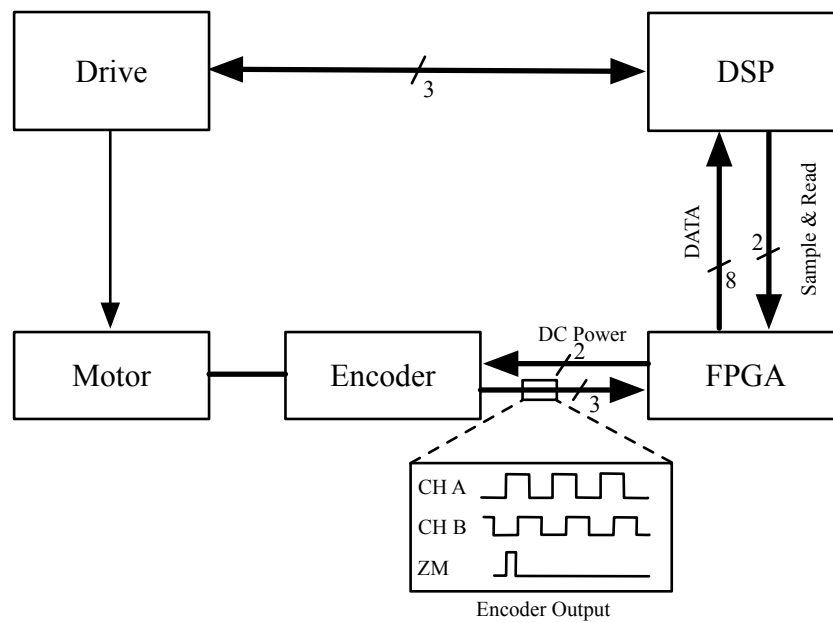 Drive
3
DSP
DATA
8
2
Sample & Read
DC Power
2
Motor
Encoder
3
FPGA
CH A
CH B
ZM
Encoder Output